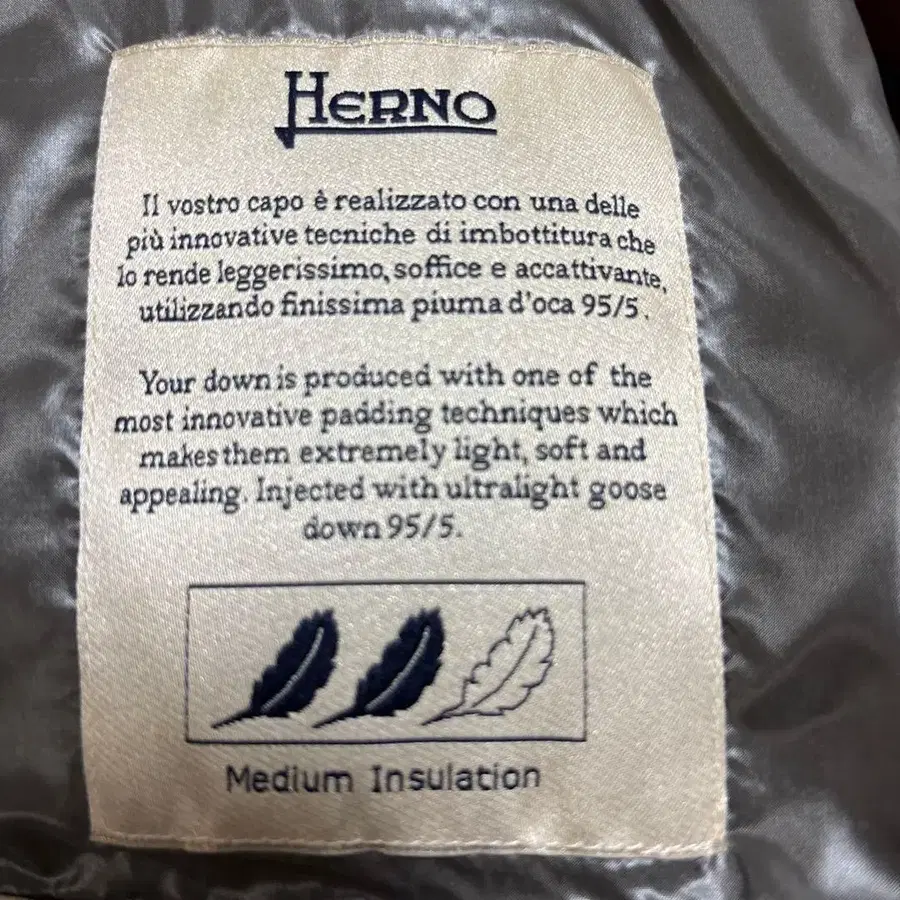 HERNO
Il vostro capo è realizzato con una delle
più innovative tecniche di imbottitura che
lo rende leggerissimo, soffice e accattivante,
utilizzando finissima piuma d'oca 95/5.
Your down is produced with one of the
most innovative padding techniques which
makes them extremely light, soft and
appealing. Injected with ultralight goose
down 95/5.
Medium Insulation